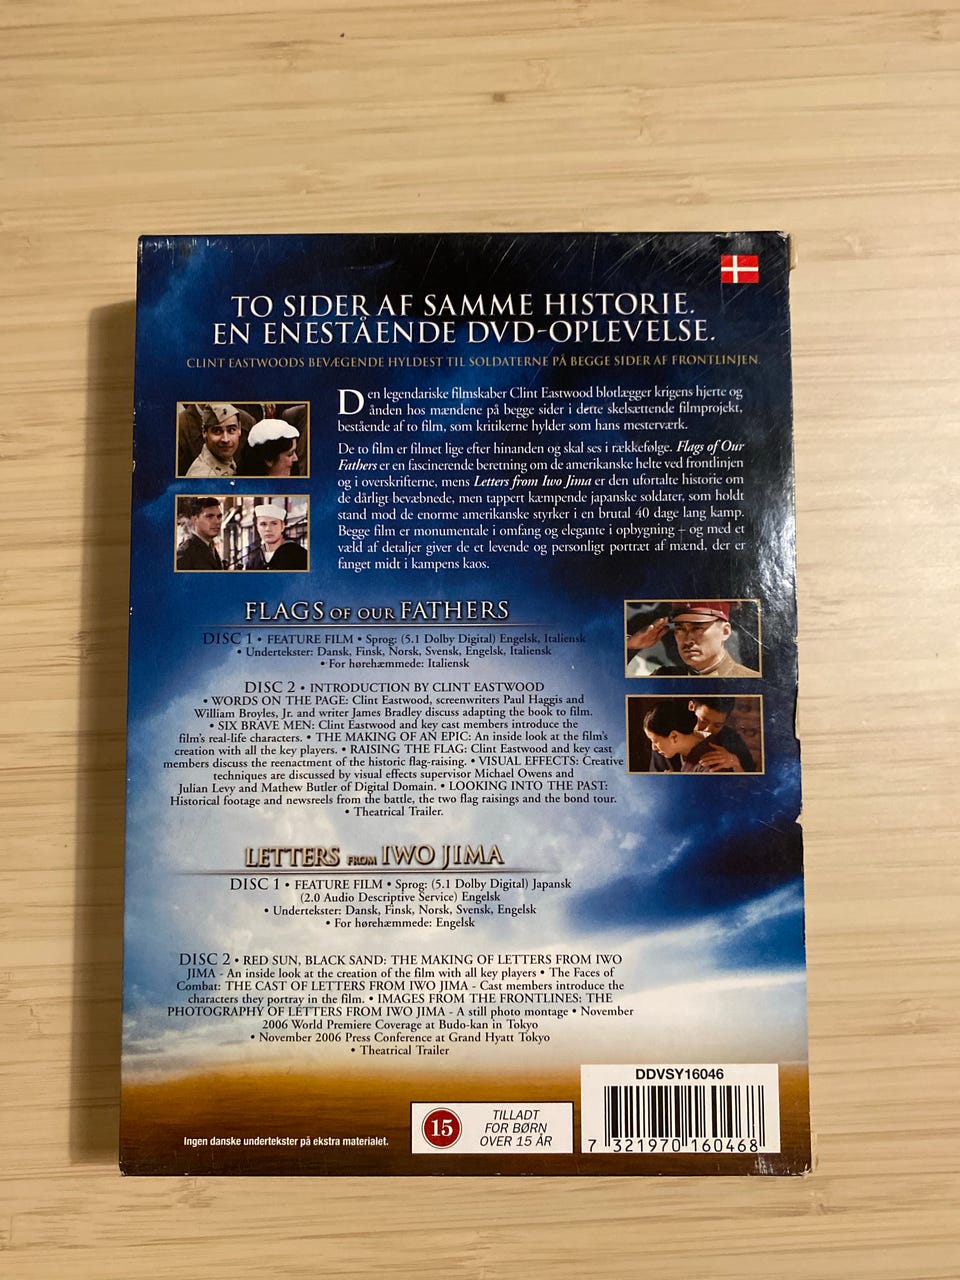 TO SIDER AF SAMME HISTORIE.
EN ENESTÅENDE DVD-OPLEVELSE.
CLINT EASTWOODS BEVÆGENDE HYLDEST TIL SOLDATERNE PÅ BEGGE SIDER AF FRONTLINJEN.
Den legendariske filmskaber Clint Eastwood blotlægger krigens hjerte og
ånden hos mændene på begge sider i dette skelsættende filmprojekt,
bestående af to film, som kritikerne hylder som hans mesterværk.
De to film er filmet lige efter hinanden og skal ses i rækkefølge. Flags of Our
Fathers er en fascinerende beretning om de amerikanske helte ved frontlinjen
og i overskrifterne, mens Letters from Iwo Jima er den ufortalte historie om
de dårligt bevæbnede, men tappert kæmpende japanske soldater, som holdt
stand mod de enorme amerikanske styrker i en brutal 40 dage lang kamp.
Begge film er monumentale i omfang og elegante i opbygning – og med et
væld af detaljer giver de et levende og personligt portræt af mænd, der er
fanget midt i kampens kaos.
FLAGS OF OUR FATHERS
DISC 1 • FEATURE FILM • Sprog: (5.1 Dolby Digital) Engelsk, Italiensk
• Undertekster: Dansk, Finsk, Norsk, Svensk, Engelsk, Italiensk
• For hørehæmmede: Italiensk
DISC 2 • INTRODUCTION BY CLINT EASTWOOD
• WORDS ON THE PAGE: Clint Eastwood, screenwriters Paul Haggis and
William Broyles, Jr. and writer James Bradley discuss adapting the book to film.
• SIX BRAVE MEN: Clint Eastwood and key cast members introduce the
film's real-life characters. • THE MAKING OF AN EPIC: An inside look at the film's
creation with all the key players. • RAISING THE FLAG: Clint Eastwood and key cast
members discuss the reenactment of the historic flag-raising. • VISUAL EFFECTS: Creative
techniques are discussed by visual effects supervisor Michael Owens and
Julian Levy and Mathew Butler of Digital Domain. • LOOKING INTO THE PAST:
Historical footage and newsreels from the battle, the two flag raisings and the bond tour.
• Theatrical Trailer.
LETTERS FROM IWO JIMA
DISC 1 • FEATURE FILM • Sprog: (5.1 Dolby Digital) Japansk
(2.0 Audio Descriptive Service) Engelsk
• Undertekster: Dansk, Finsk, Norsk, Svensk, Engelsk
• For hørehæmmede: Engelsk
DISC 2 • RED SUN, BLACK SAND: THE MAKING OF LETTERS FROM IWO
JIMA - An inside look at the creation of the film with all key players • The Faces of
Combat: THE CAST OF LETTERS FROM IWO JIMA - Cast members introduce the
characters they portray in the film. • IMAGES FROM THE FRONTLINES: THE
PHOTOGRAPHY OF LETTERS FROM IWO JIMA - A still photo montage • November
2006 World Premiere Coverage at Budo-kan in Tokyo
• November 2006 Press Conference at Grand Hyatt Tokyo
• Theatrical Trailer
DDVSY16046
Ingen danske undertekster på ekstra materialet.
15
TILLADT
FOR BØRN
OVER 15 ÅR
7 321970 160468